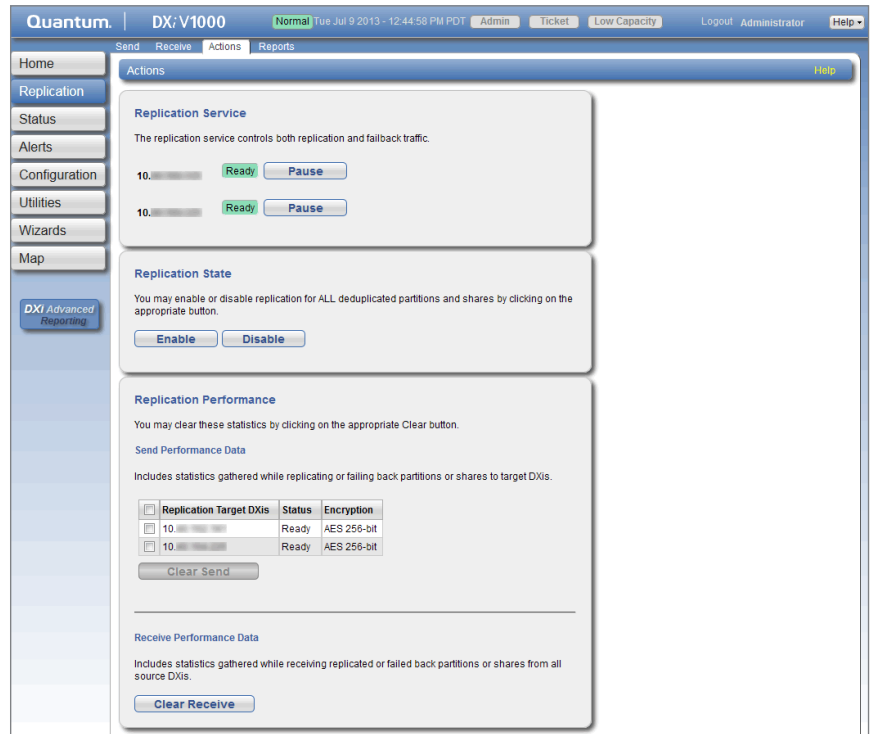 Quantum. DXi V1000 Normal Tue Jul 9 2013 - 12:44:58 PM PDT Admin Ticket Low Capacity Logout Administrator Help
Send Receive Actions Reports
Home
Replication
Status
Alerts
Configuration
Utilities
Wizards
Map
DXi Advanced
Reporting
Actions Help
Replication Service
The replication service controls both replication and failback traffic.
10. Ready Pause
10. Ready Pause
Replication State
You may enable or disable replication for ALL deduplicated partitions and shares by clicking on the
appropriate button.
Enable Disable
Replication Performance
You may clear these statistics by clicking on the appropriate Clear button.
Send Performance Data
Includes statistics gathered while replicating or failing back partitions or shares to target DXis.
Replication Target DXis Status Encryption
10. Ready AES 256-bit
10. Ready AES 256-bit
Clear Send
Receive Performance Data
Includes statistics gathered while receiving replicated or failed back partitions or shares from all
source DXis.
Clear Receive